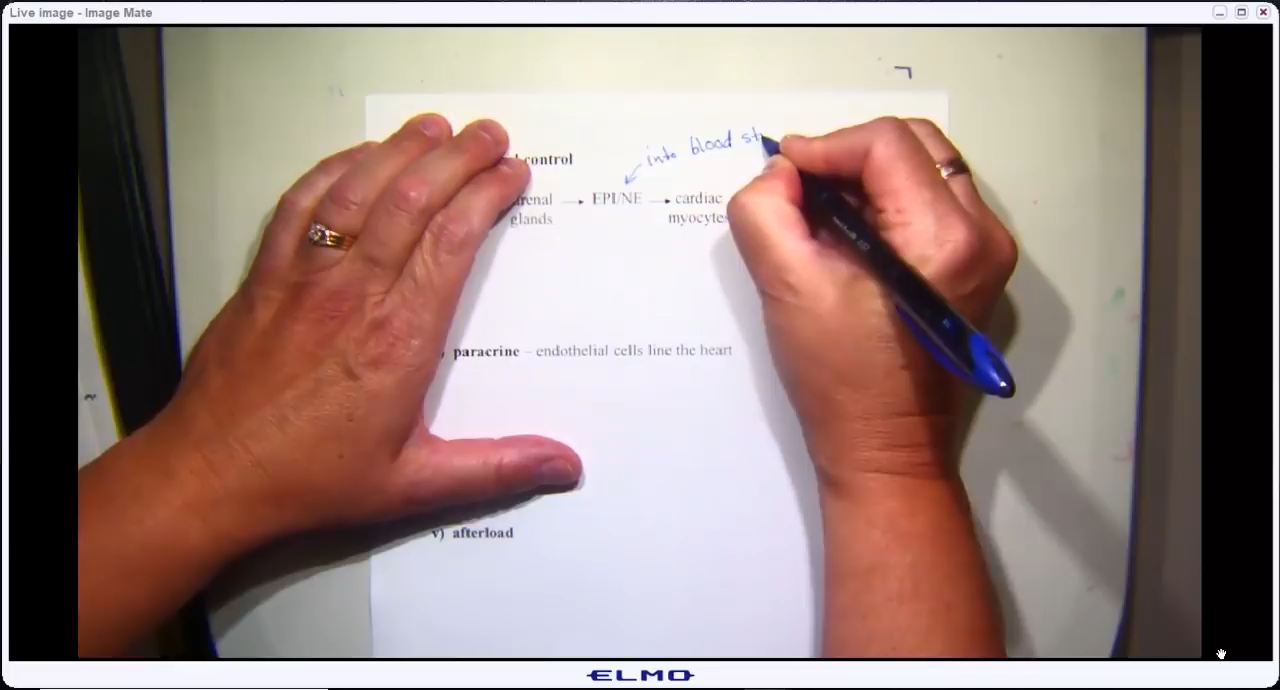 Live image - Image Mate
into blood st
control
renal → EPI/NE → cardiac
glands myocytes
paracrine – endothelial cells line the heart
v) afterload
ELMO